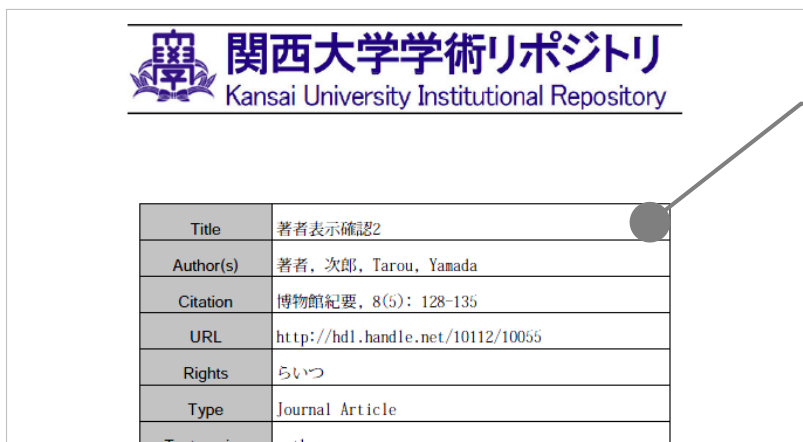 関西大学学術リポジトリ
Kansai University Institutional Repository
Title 著者表示確認2
Author(s) 著者, 次郎, Tarou, Yamada
Citation 博物館紀要, 8(5): 128-135
URL http://hdl.handle.net/10112/10055
Rights らいつ
Type Journal Article